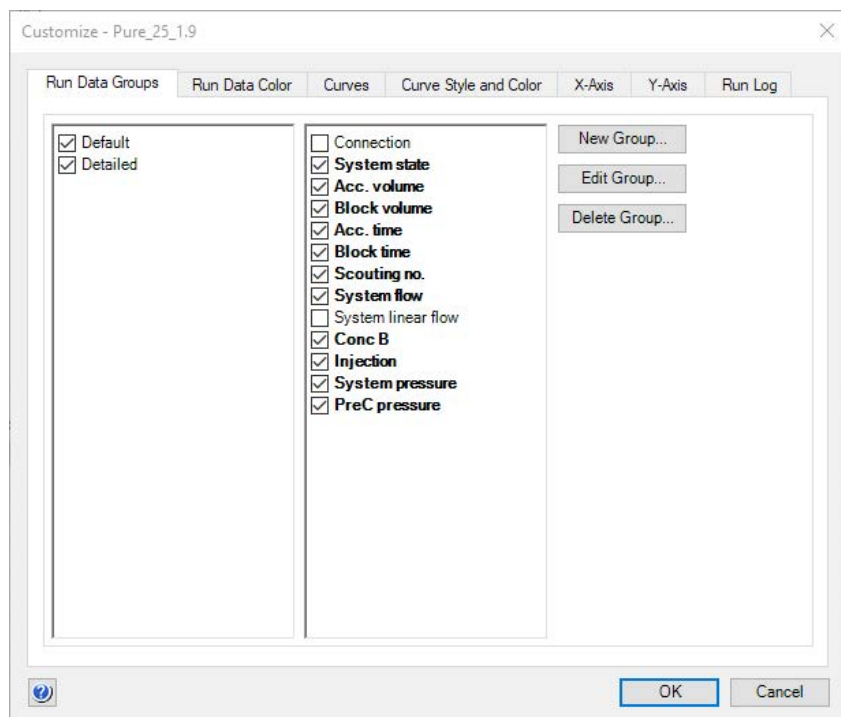 Customize - Pure_25_1.9
Run Data Groups Run Data Color Curves Curve Style and Color X-Axis Y-Axis Run Log
Default
Detailed
Connection
System state
Acc. volume
Block volume
Acc. time
Block time
Scouting no.
System flow
System linear flow
Conc B
Injection
System pressure
PreC pressure
New Group...
Edit Group...
Delete Group...
?
OK Cancel